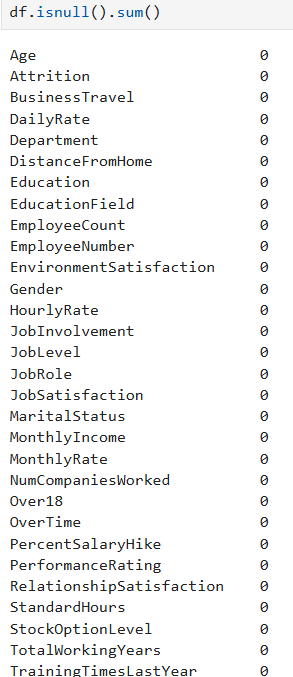 df.isnull().sum()
Age 0
Attrition 0
BusinessTravel 0
DailyRate 0
Department 0
DistanceFromHome 0
Education 0
EducationField 0
EmployeeCount 0
EmployeeNumber 0
EnvironmentSatisfaction 0
Gender 0
HourlyRate 0
JobInvolvement 0
JobLevel 0
JobRole 0
JobSatisfaction 0
MaritalStatus 0
MonthlyIncome 0
MonthlyRate 0
NumCompaniesWorked 0
Over18 0
OverTime 0
PercentSalaryHike 0
PerformanceRating 0
RelationshipSatisfaction 0
StandardHours 0
StockOptionLevel 0
TotalWorkingYears 0
TrainingTimesLastYear 0